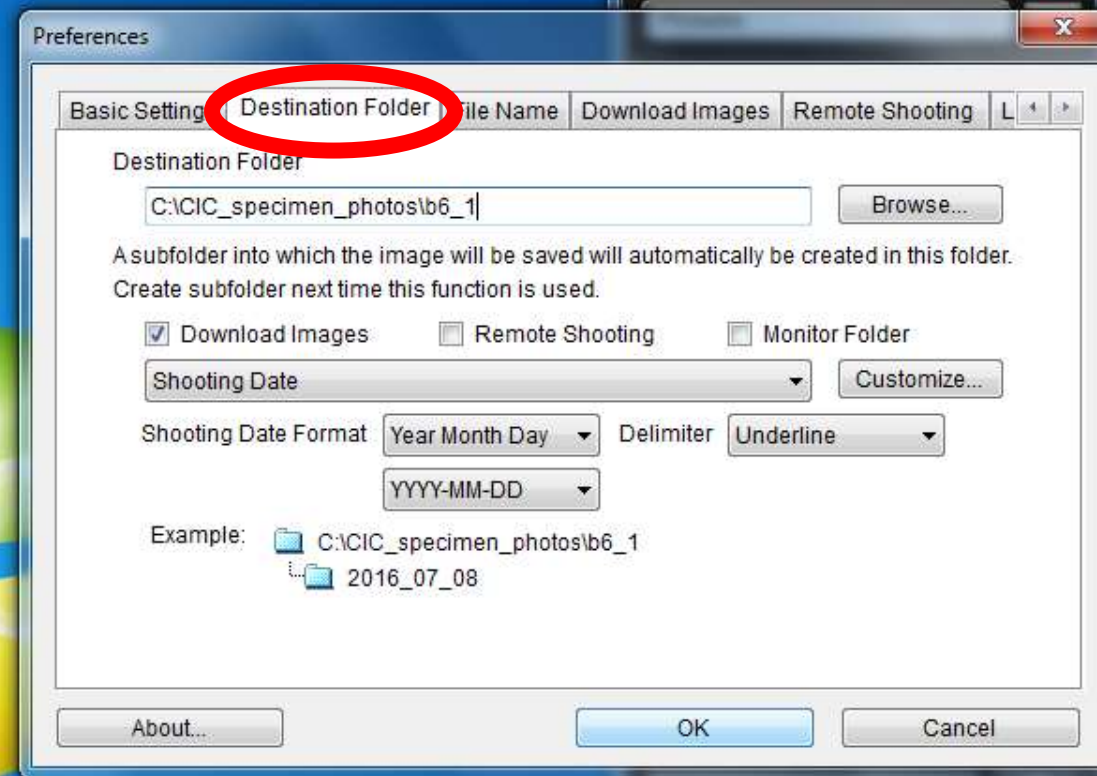 Preferences
Basic Setting Destination Folder File Name Download Images Remote Shooting L
Destination Folder
C:\CIC_specimen_photos\b6_1 Browse...
A subfolder into which the image will be saved will automatically be created in this folder.
Create subfolder next time this function is used.
Download Images Remote Shooting Monitor Folder
Shooting Date Customize...
Shooting Date Format Year Month Day Delimiter Underline
YYYY-MM-DD
Example: C:\CIC_specimen_photos\b6_1
2016_07_08
About... OK Cancel